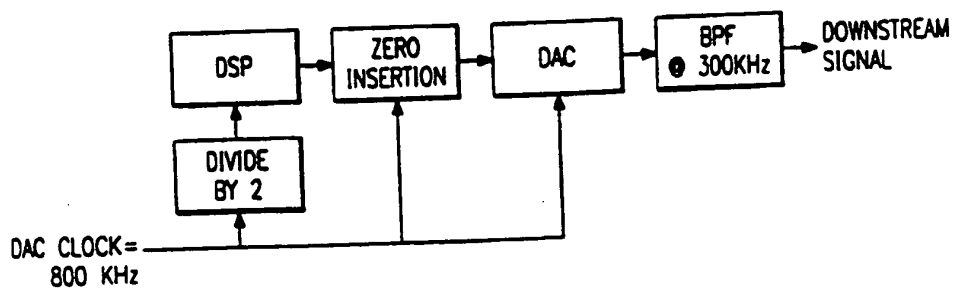 DSP
ZERO
INSERTION
DAC
BPF
@ 300KHz
DOWNSTREAM
SIGNAL
DIVIDE
BY 2
DAC CLOCK=
800 KHz